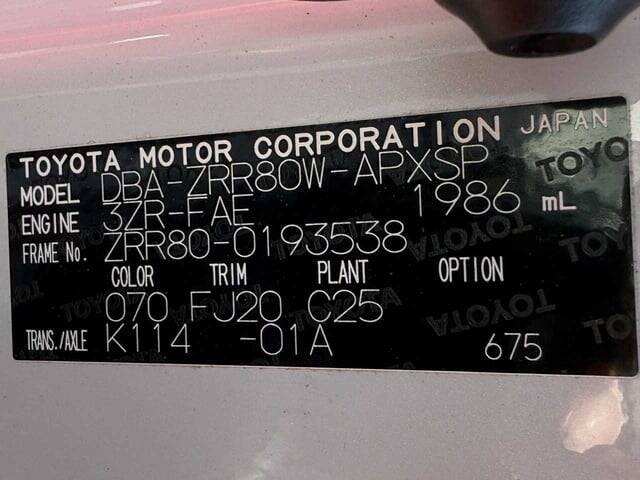 TOYOTA MOTOR CORPORATION JAPAN
MODEL DBA-ZRR80W-APXSP
ENGINE 3ZR-FAE 1986 mL
FRAME No. ZRR80-0193538
COLOR TRIM PLANT OPTION
070 FJ20 C25
TRANS./AXLE K114 -01A 675